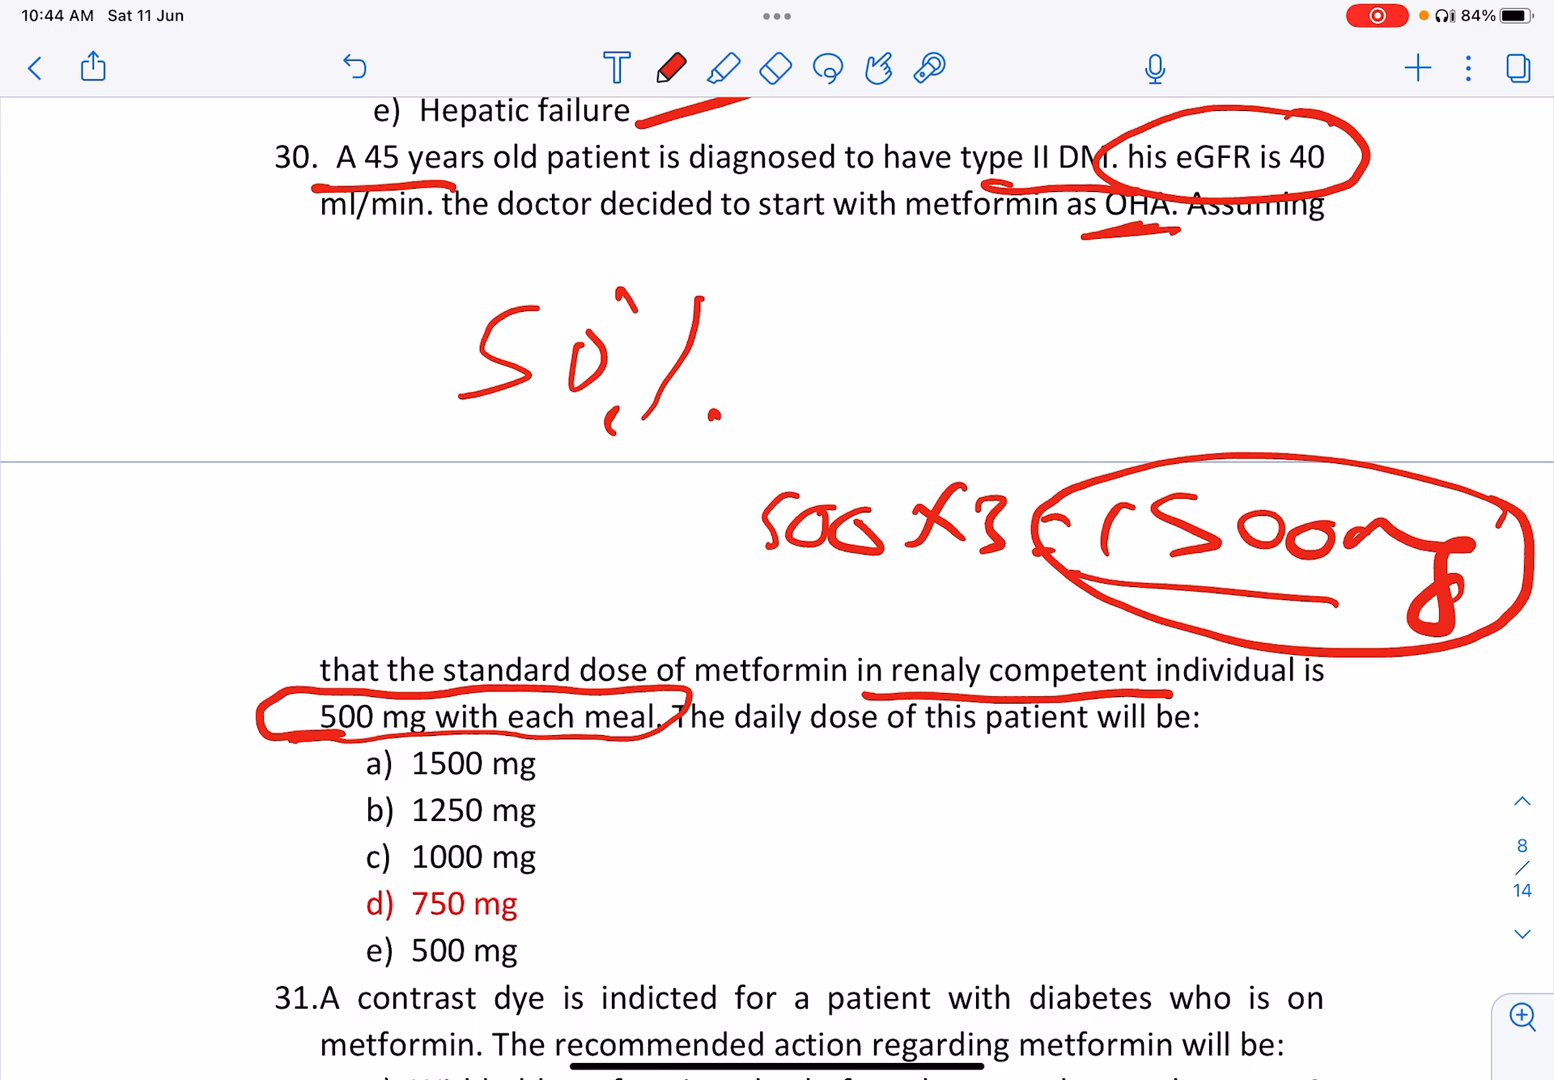 10:44 AM Sat 11 Jun
84%
e) Hepatic failure
30. A 45 years old patient is diagnosed to have type II DM. his eGFR is 40
ml/min. the doctor decided to start with metformin as OHA. Assuming
50%
500 x 3 = 1500mg
that the standard dose of metformin in renaly competent individual is
500 mg with each meal. The daily dose of this patient will be:
a) 1500 mg
b) 1250 mg
c) 1000 mg
d) 750 mg
e) 500 mg
8
/
14
31.A contrast dye is indicted for a patient with diabetes who is on
metformin. The recommended action regarding metformin will be: